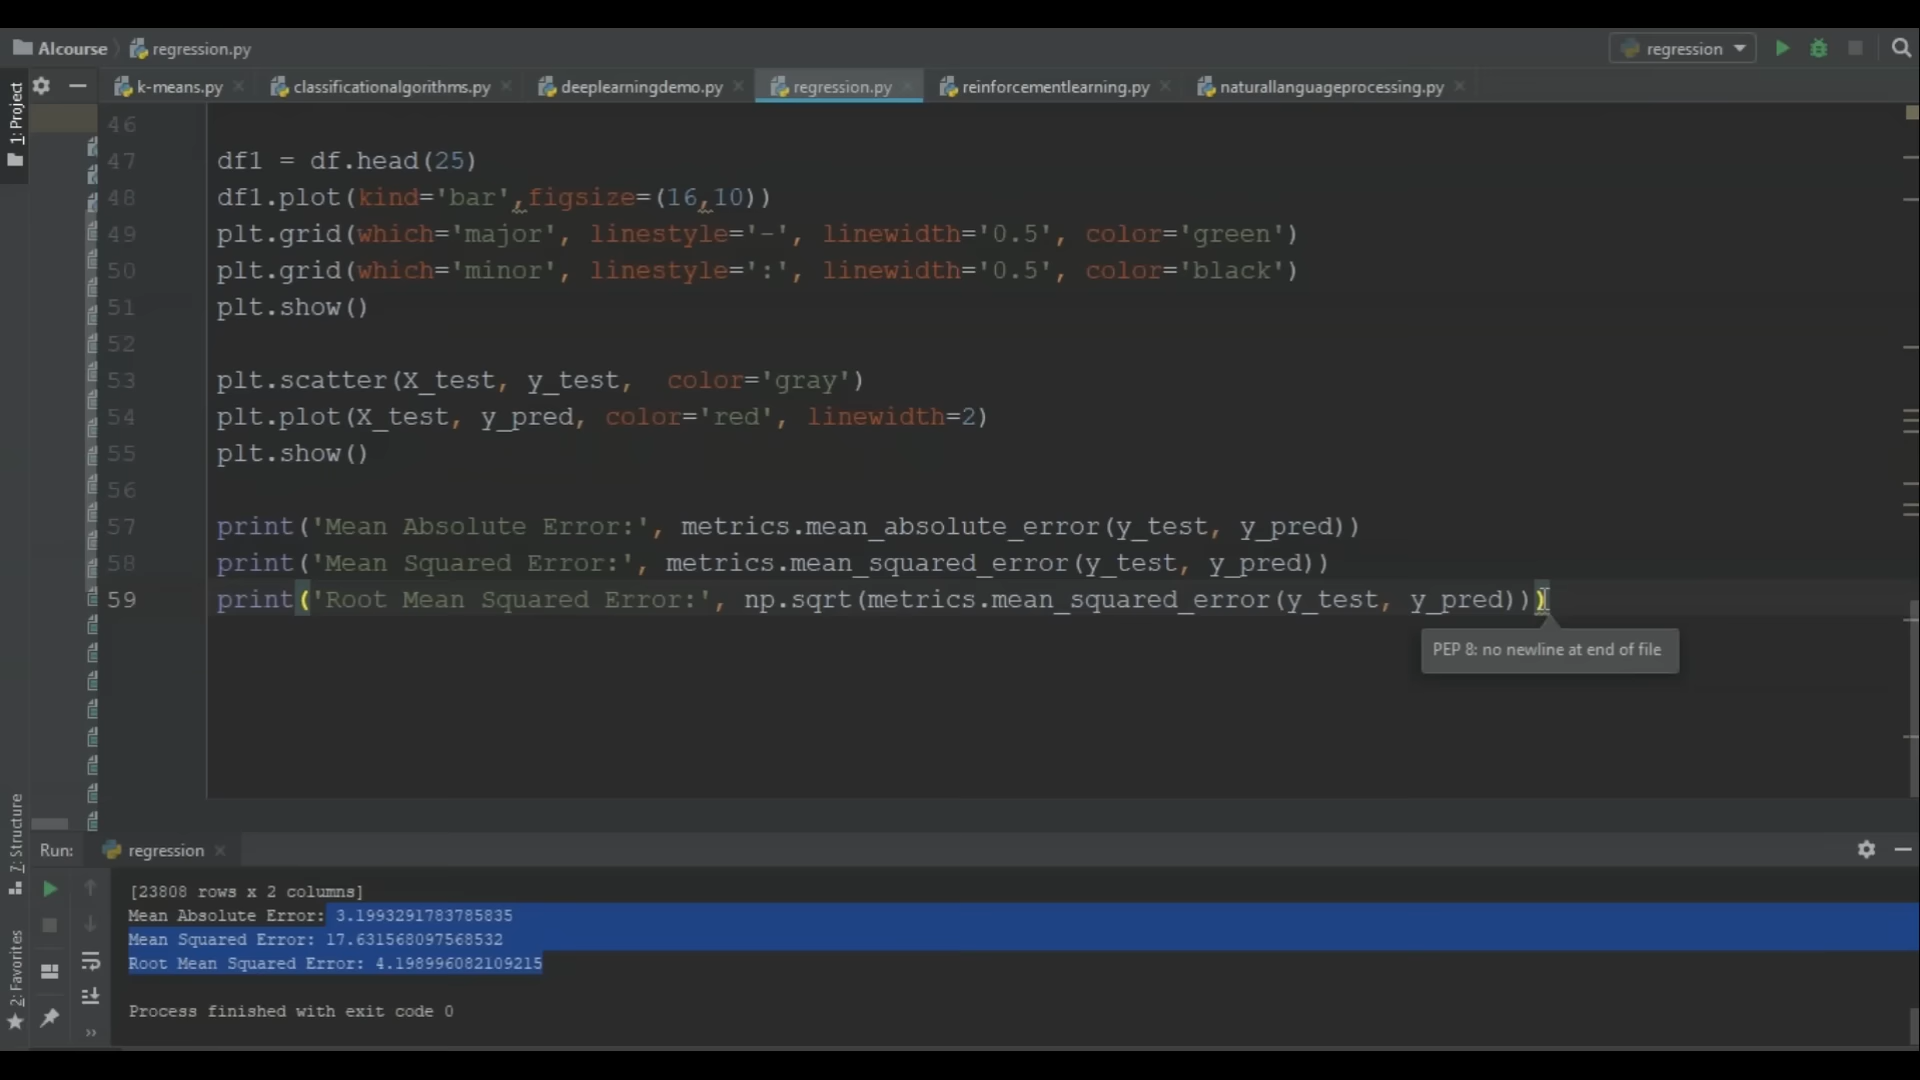 AIcourse regression.py regression
1: Project
k-means.py classificationalgorithms.py deeplearningdemo.py regression.py reinforcementlearning.py naturallanguageprocessing.py
46
47 df1 = df.head(25)
48 df1.plot(kind='bar',figsize=(16,10))
49 plt.grid(which='major', linestyle='-', linewidth='0.5', color='green')
50 plt.grid(which='minor', linestyle=':', linewidth='0.5', color='black')
51 plt.show()
52
53 plt.scatter(X_test, y_test,  color='gray')
54 plt.plot(X_test, y_pred, color='red', linewidth=2)
55 plt.show()
56
57 print('Mean Absolute Error:', metrics.mean_absolute_error(y_test, y_pred))
58 print('Mean Squared Error:', metrics.mean_squared_error(y_test, y_pred))
59 print('Root Mean Squared Error:', np.sqrt(metrics.mean_squared_error(y_test, y_pred)))
PEP 8: no newline at end of file
7: Structure
2: Favorites
Run: regression
[23808 rows x 2 columns]
Mean Absolute Error: 3.1993291783785835
Mean Squared Error: 17.631568097568532
Root Mean Squared Error: 4.198996082109215
Process finished with exit code 0